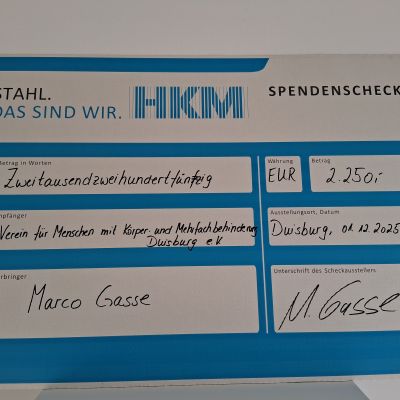 STAHL.
DAS SIND WIR.
HKM
SPENDENSCHECK
Betrag in Worten
Zweitausendzweihundertfünfzig
Währung
EUR
Betrag
2.250,-
Empfänger
Verein für Menschen mit Körper- und Mehrfachbehinderung
Duisburg e.V
Ausstellungsort, Datum
Duisburg, 01.12.2025
erbringer
Marco Gasse
Unterschrift des Scheckausstellers
M. Gasse